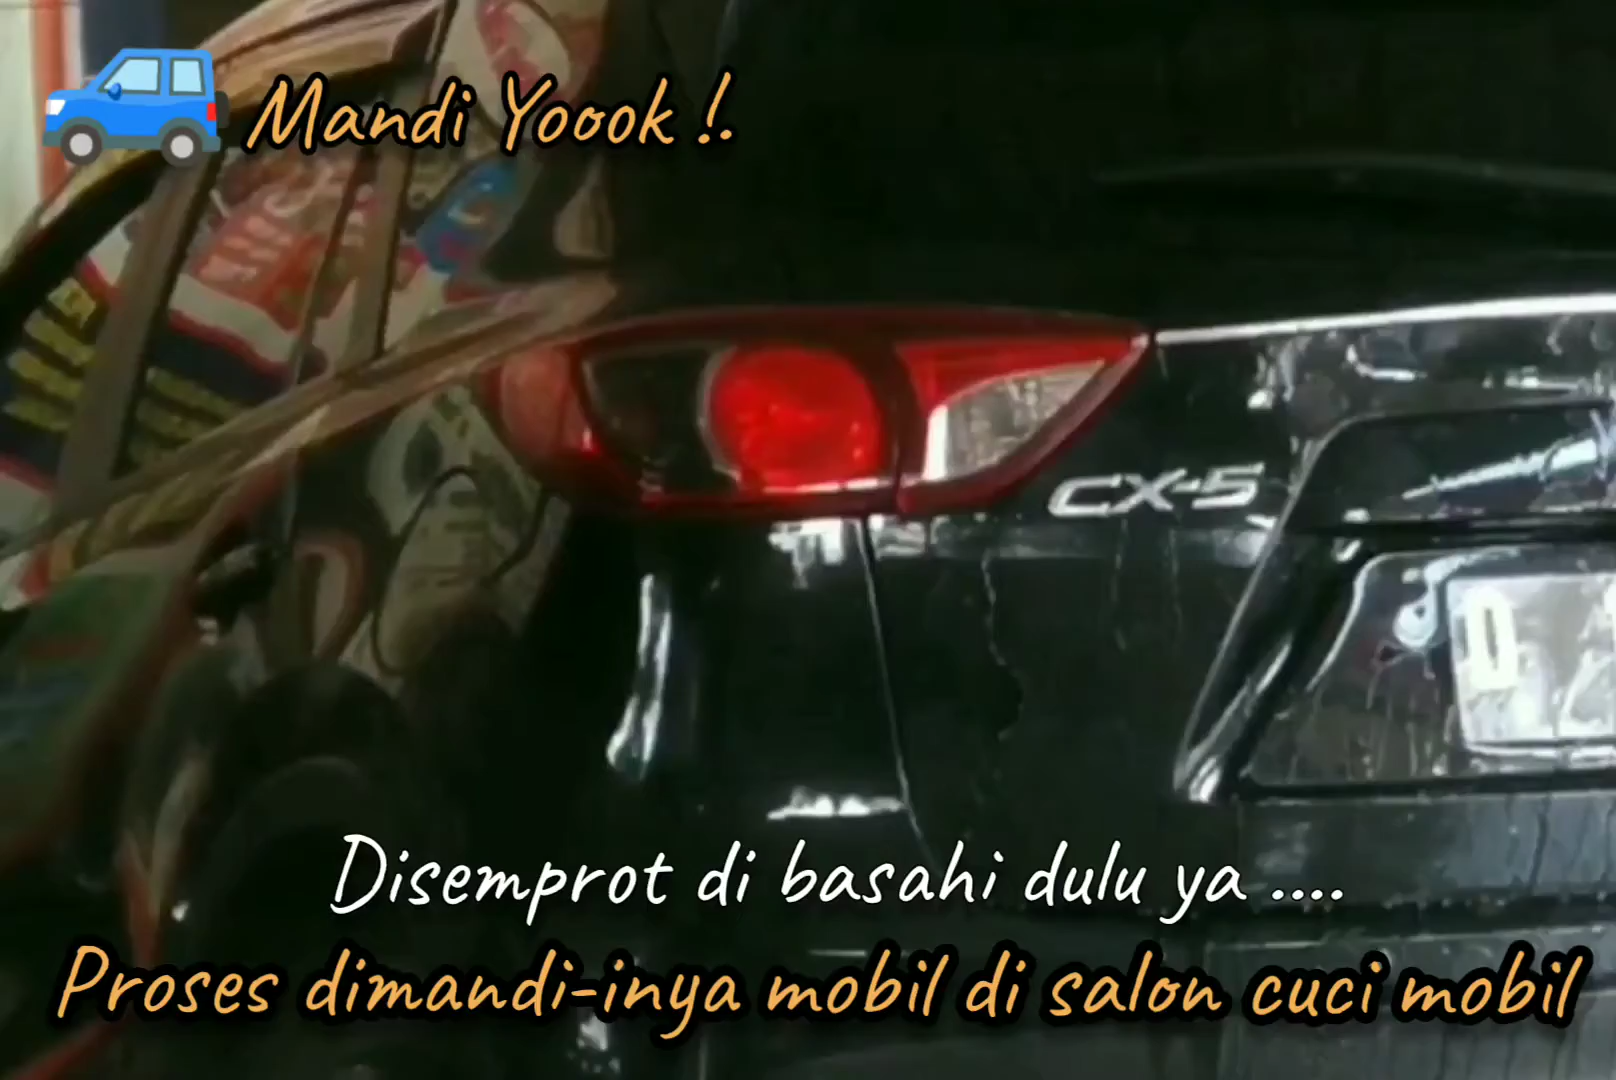 Mandi Yoook !.
CX-5
Disemprot di basahi dulu ya ....
Proses dimandi-inya mobil di salon cuci mobil